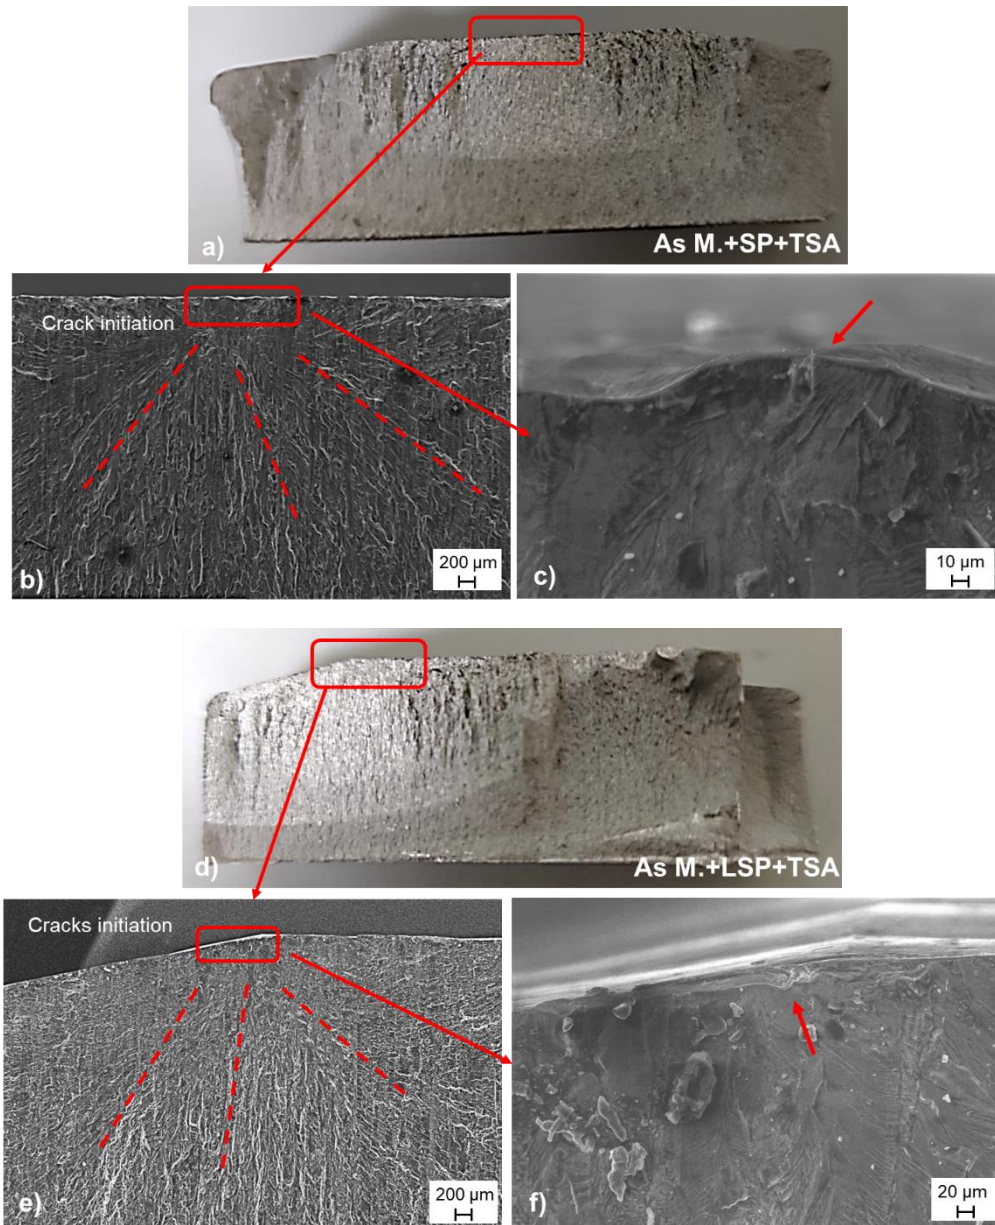 a)
As M.+SP+TSA
Crack initiation
b)
200 µm
c)
10 µm
d)
As M.+LSP+TSA
Cracks initiation
e)
200 µm
f)
20 µm